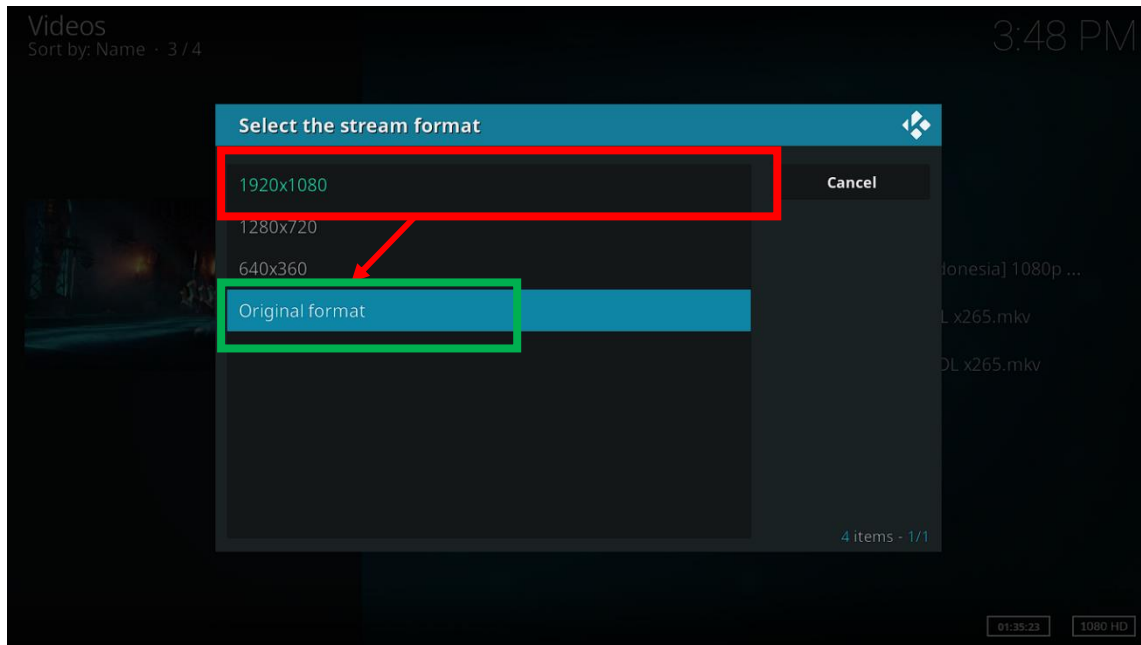 Videos
Sort by: Name · 3 / 4
3:48 PM
Select the stream format
1920x1080
Cancel
1280x720
640x360
Original format
donesia] 1080p ...
L x265.mkv
DL x265.mkv
4 items - 1/1
01:35:23
1080 HD